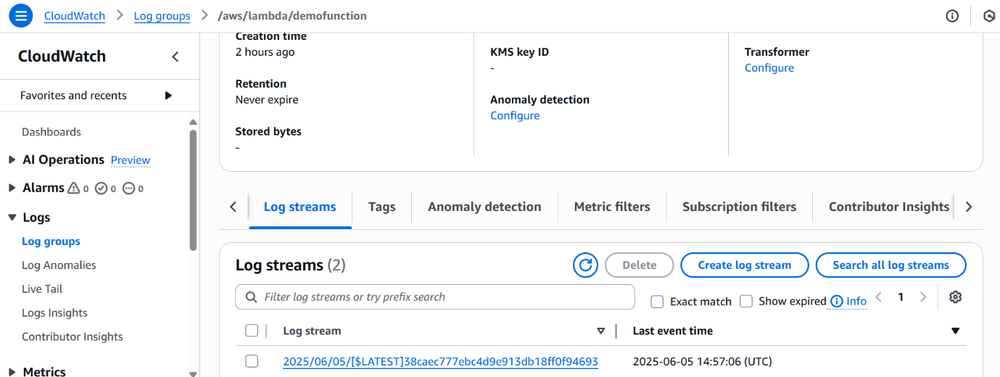 CloudWatch > Log groups > /aws/lambda/demofunction
CloudWatch
Favorites and recents
Dashboards
AI Operations Preview
Alarms 0 0 0
Logs
Log groups
Log Anomalies
Live Tail
Logs Insights
Contributor Insights
Metrics
Creation time
2 hours ago
Retention
Never expire
Stored bytes
-
KMS key ID
-
Anomaly detection
Configure
Transformer
Configure
Log streams Tags Anomaly detection Metric filters Subscription filters Contributor Insights
Log streams (2) Delete Create log stream Search all log streams
Filter log streams or try prefix search Exact match Show expired Info 1
Log stream Last event time
2025/06/05/[$LATEST]38caec777ebc4d9e913db18ff0f94693 2025-06-05 14:57:06 (UTC)